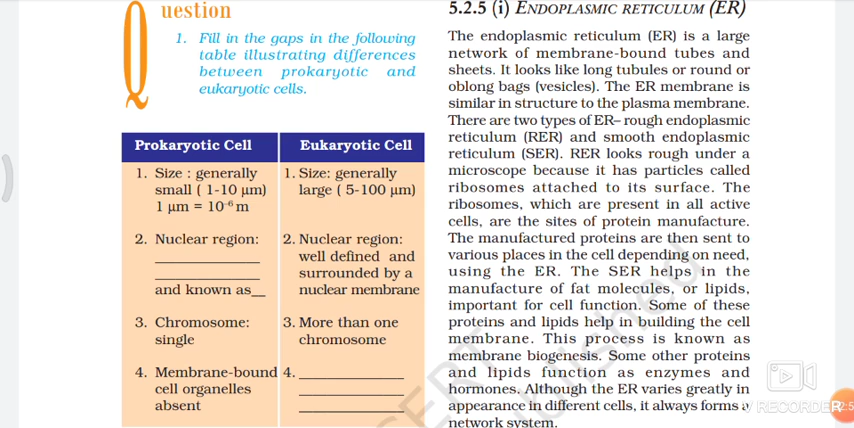 Question
1. Fill in the gaps in the following
table illustrating differences
between prokaryotic and
eukaryotic cells.
Prokaryotic Cell
1. Size : generally
small ( 1-10 µm)
1 µm = 10⁻⁶ m
2. Nuclear region:
_______________
_______________
and known as__
3. Chromosome:
single
4. Membrane-bound
cell organelles
absent
Eukaryotic Cell
1. Size: generally
large ( 5-100 µm)
2. Nuclear region:
well defined and
surrounded by a
nuclear membrane
3. More than one
chromosome
4. _______________
_______________
_______________
5.2.5 (i) ENDOPLASMIC RETICULUM (ER)
The endoplasmic reticulum (ER) is a large
network of membrane-bound tubes and
sheets. It looks like long tubules or round or
oblong bags (vesicles). The ER membrane is
similar in structure to the plasma membrane.
There are two types of ER– rough endoplasmic
reticulum (RER) and smooth endoplasmic
reticulum (SER). RER looks rough under a
microscope because it has particles called
ribosomes attached to its surface. The
ribosomes, which are present in all active
cells, are the sites of protein manufacture.
The manufactured proteins are then sent to
various places in the cell depending on need,
using the ER. The SER helps in the
manufacture of fat molecules, or lipids,
important for cell function. Some of these
proteins and lipids help in building the cell
membrane. This process is known as
membrane biogenesis. Some other proteins
and lipids function as enzymes and
hormones. Although the ER varies greatly in
appearance in different cells, it always forms a
network system.
V RECORDER